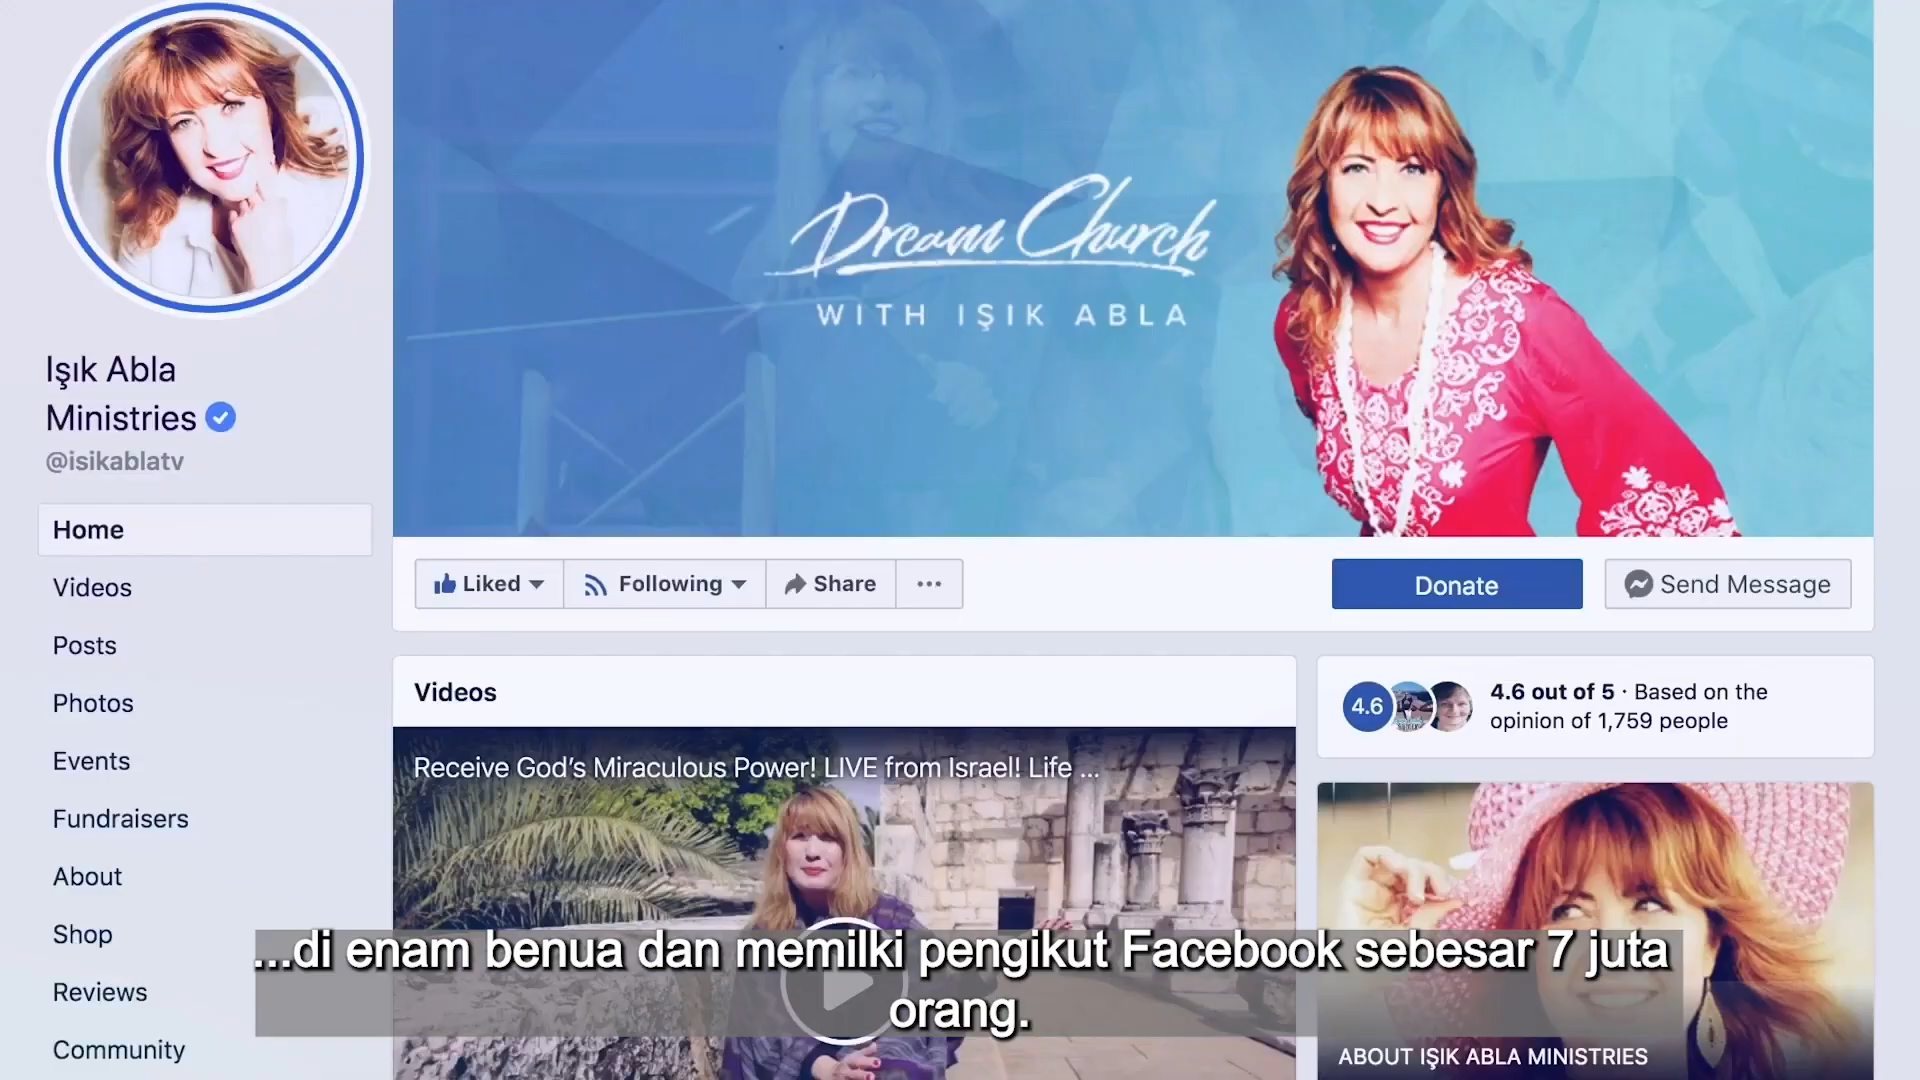 Dream Church
WITH IŞIK ABLA
Işık Abla
Ministries
@isikablatv
Home
Videos
Posts
Photos
Events
Fundraisers
About
Shop
Reviews
Community
Liked
Following
Share
...
Donate
Send Message
Videos
Receive God's Miraculous Power! LIVE from Israel! Life ...
4.6
4.6 out of 5 · Based on the
opinion of 1,759 people
ABOUT IŞIK ABLA MINISTRIES
...di enam benua dan memilki pengikut Facebook sebesar 7 juta
orang.